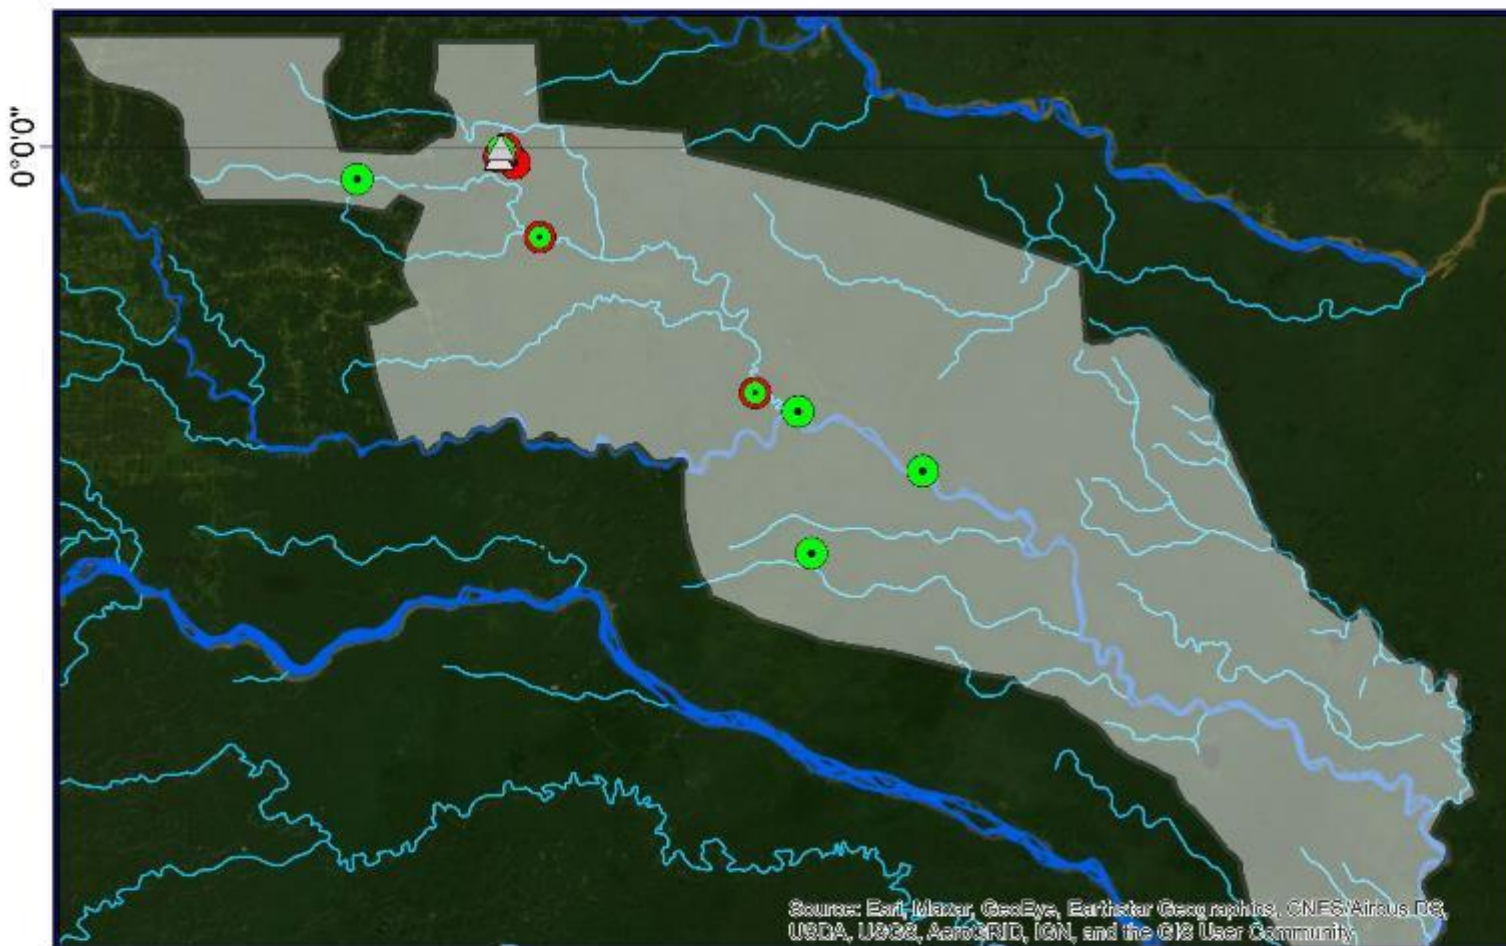 0°0'0"
Source: Esri, Maxar, GeoEye, Earthstar Geographics, CNES/Airbus DS,
USDA, USGS, AeroGRID, IGN, and the GIS User Community